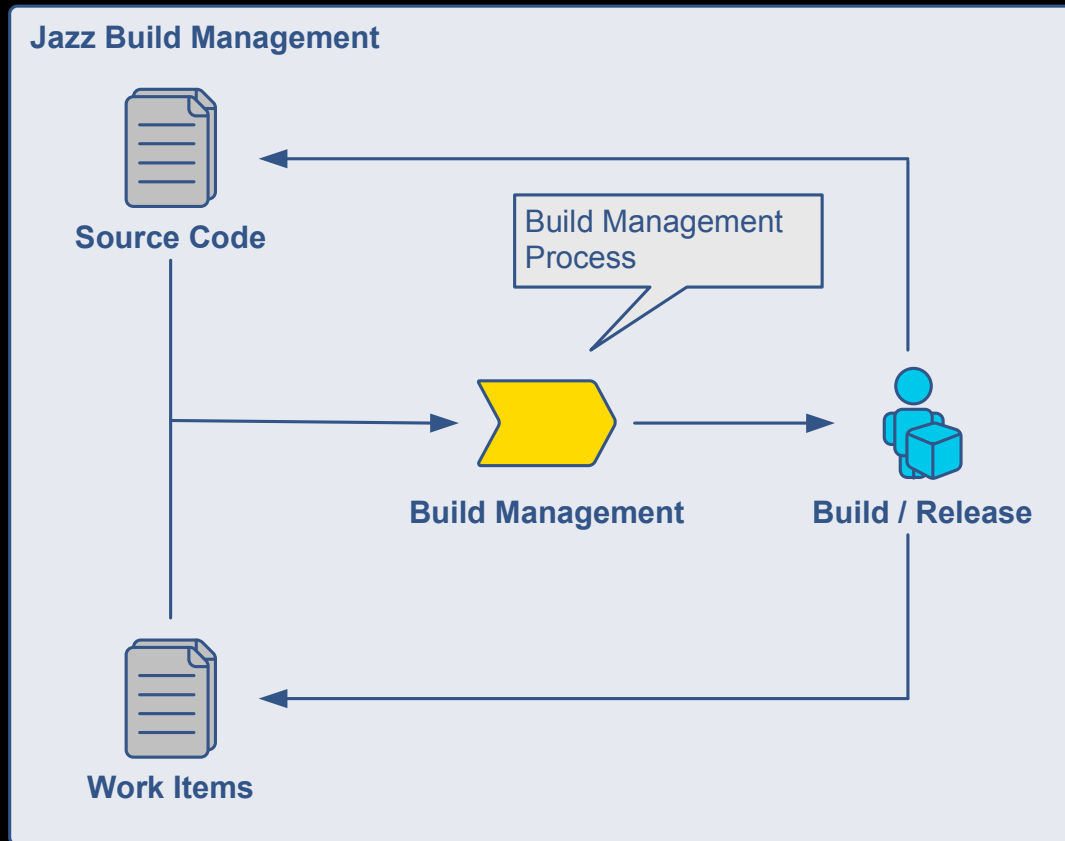 Jazz Build Management
Source Code
Build Management
Process
Build Management
Build / Release
Work Items